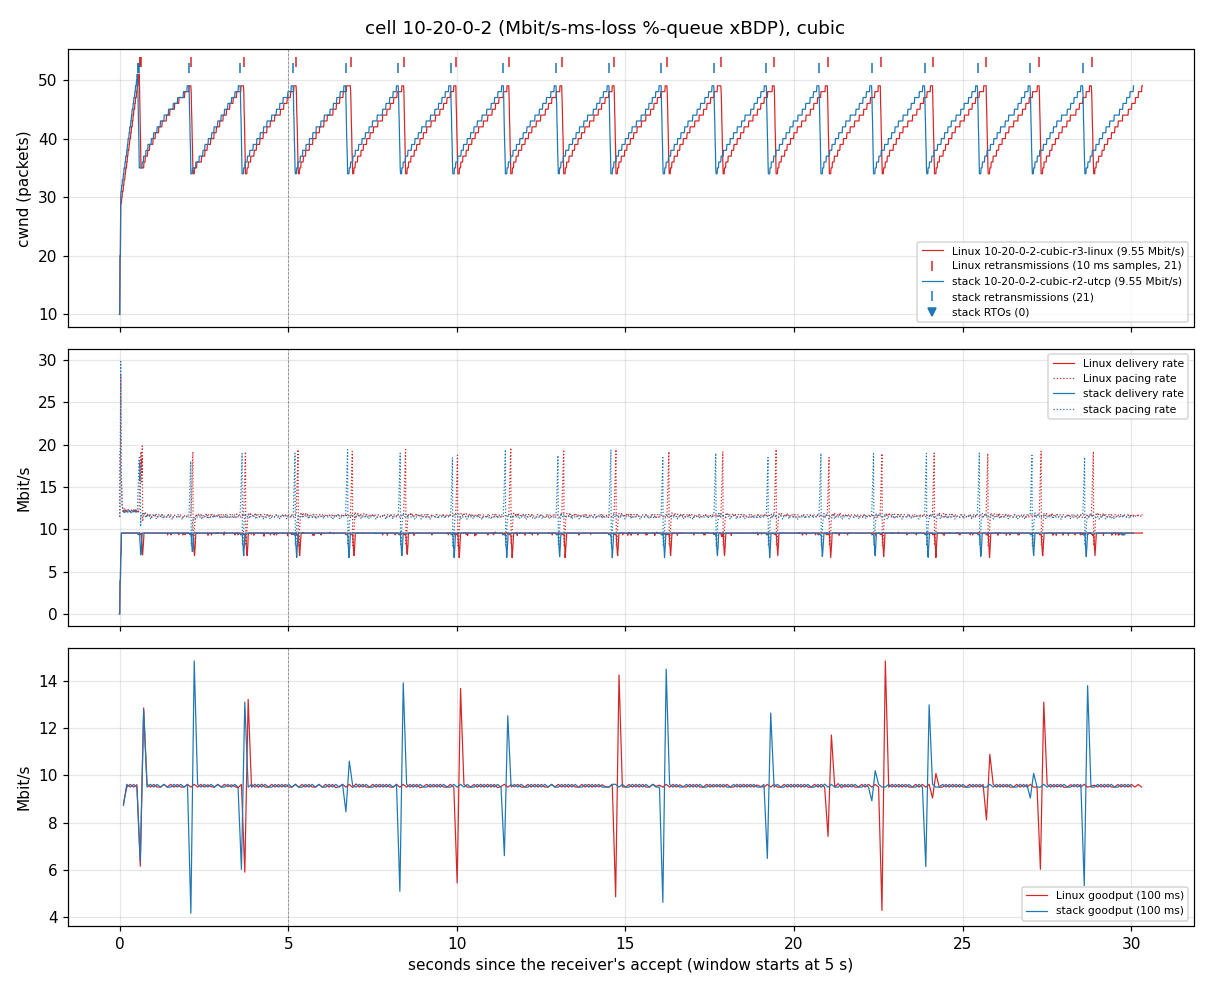 cell 10-20-0-2 (Mbit/s-ms-loss %-queue xBDP), cubic
cwnd (packets)
50
40
30
20
10
Linux 10-20-0-2-cubic-r3-linux (9.55 Mbit/s)
Linux retransmissions (10 ms samples, 21)
stack 10-20-0-2-cubic-r2-utcp (9.55 Mbit/s)
stack retransmissions (21)
stack RTOs (0)
Mbit/s
30
25
20
15
10
5
0
Linux delivery rate
Linux pacing rate
stack delivery rate
stack pacing rate
Mbit/s
14
12
10
8
6
4
Linux goodput (100 ms)
stack goodput (100 ms)
0 5 10 15 20 25 30
seconds since the receiver's accept (window starts at 5 s)